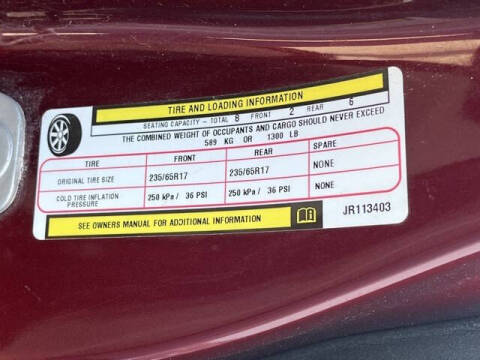 TIRE AND LOADING INFORMATION
SEATING CAPACITY - TOTAL 8 FRONT 2 REAR 6
THE COMBINED WEIGHT OF OCCUPANTS AND CARGO SHOULD NEVER EXCEED
589 KG OR 1300 LB
TIRE FRONT REAR SPARE
ORIGINAL TIRE SIZE 235/65R17 235/65R17 NONE
COLD TIRE INFLATION PRESSURE 250 kPa / 36 PSI 250 kPa / 36 PSI NONE
SEE OWNERS MANUAL FOR ADDITIONAL INFORMATION
JR113403